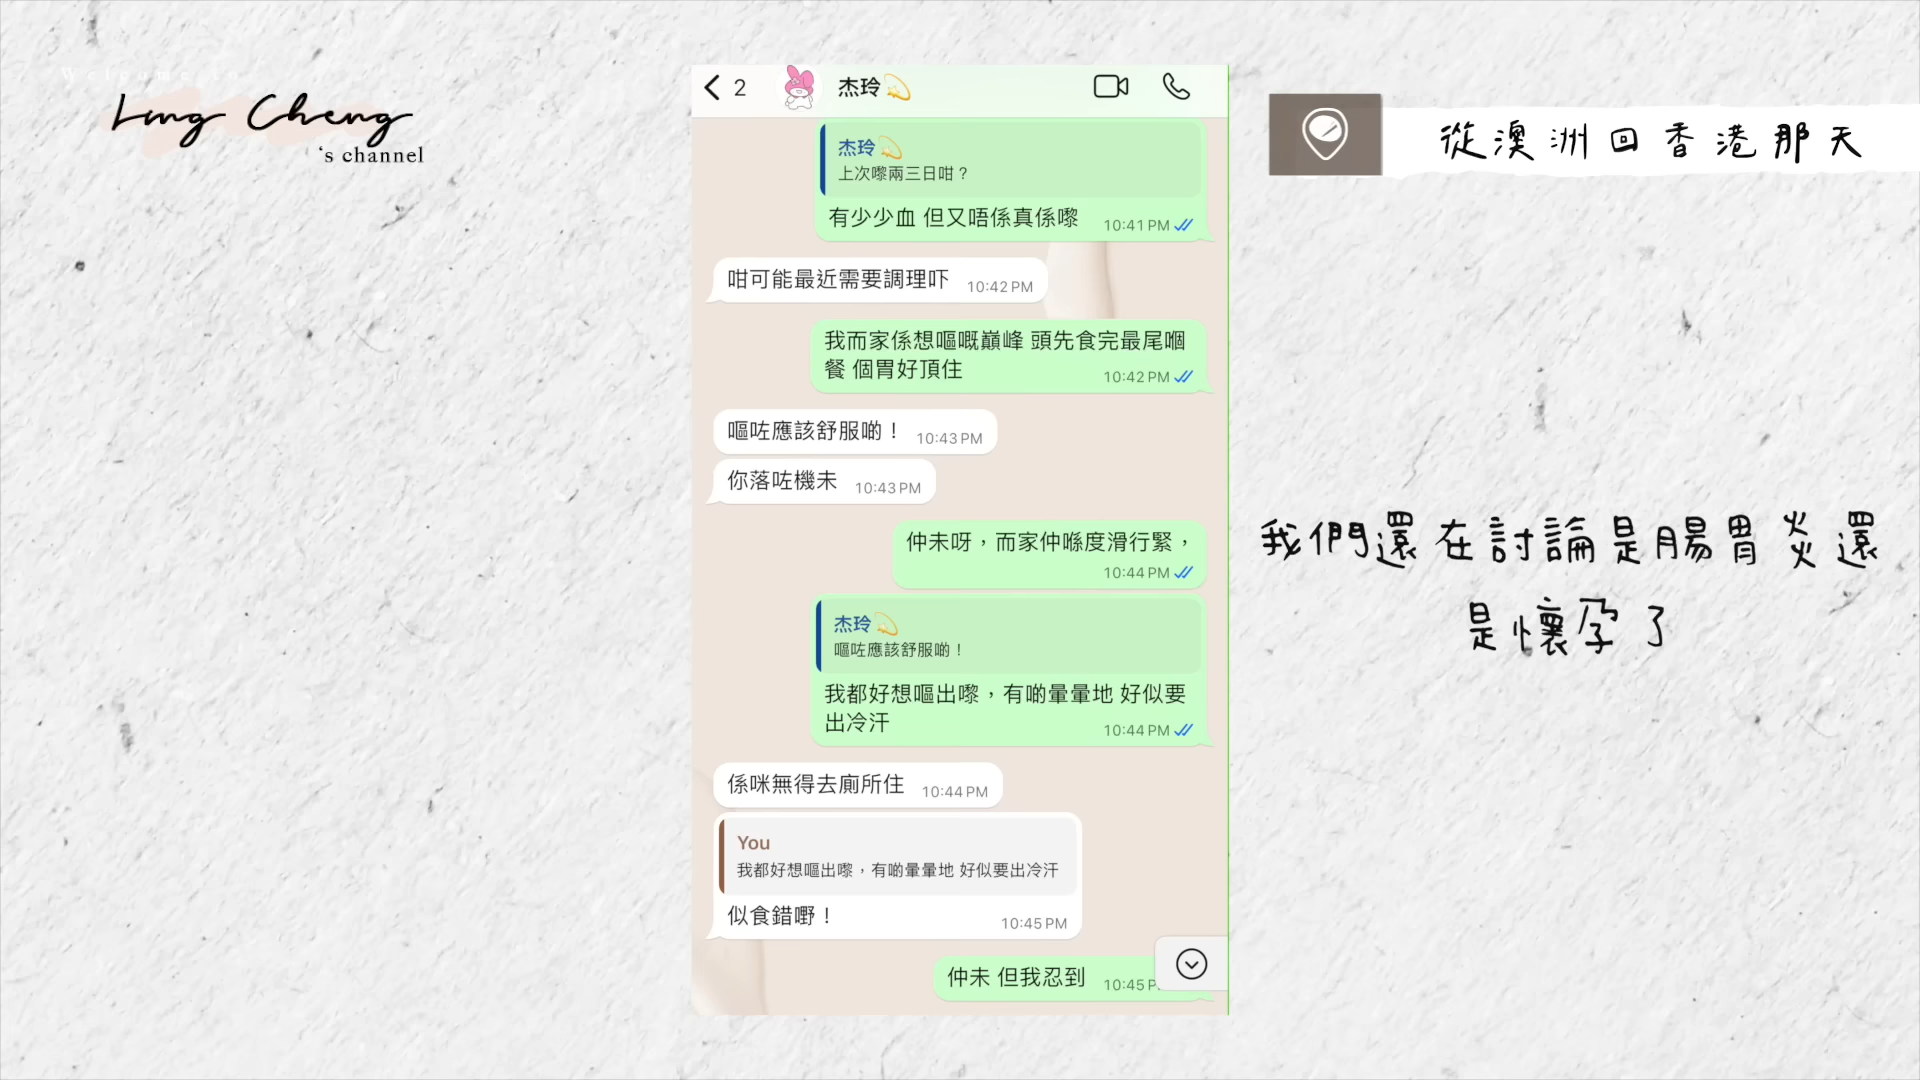 Welcome to
Ling Cheng
's channel
從澳洲回香港那天
2
杰玲💫
杰玲💫
上次嚟兩三日咁？
有少少血 但又唔係真係嚟
10:41 PM
咁可能最近需要調理吓
10:42 PM
我而家係想嘔嘅巔峰 頭先食完最尾嗰
餐 個胃好頂住
10:42 PM
嘔咗應該舒服啲！
10:43 PM
你落咗機未
10:43 PM
仲未呀，而家仲喺度滑行緊，
10:44 PM
杰玲💫
嘔咗應該舒服啲！
我都好想嘔出嚟，有啲暈暈地 好似要
出冷汗
10:44 PM
係咪無得去廁所住
10:44 PM
You
我都好想嘔出嚟，有啲暈暈地 好似要出冷汗
似食錯嘢！
10:45 PM
仲未 但我忍到
10:45 P
我們還在討論是腸胃炎還
是懷孕了